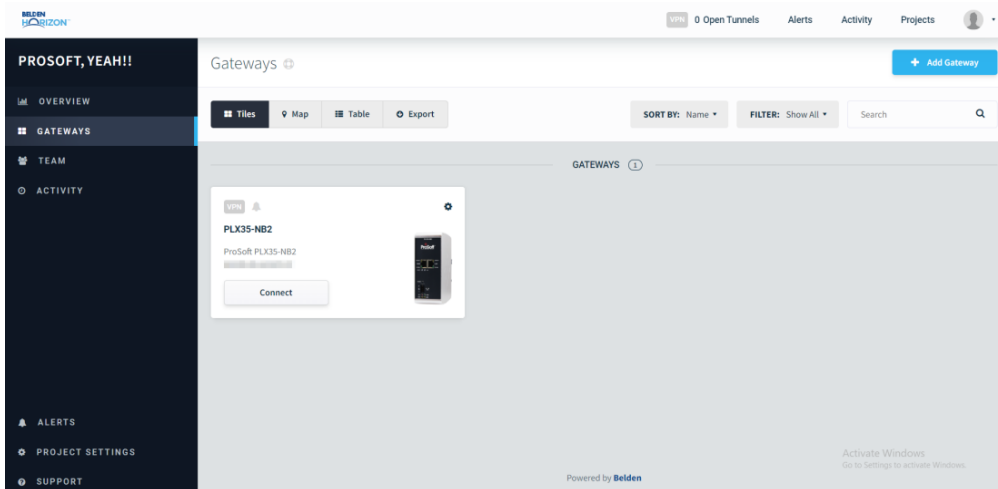 BELDEN
HORIZON
VPN 0 Open Tunnels Alerts Activity Projects
PROSOFT, YEAH!!
OVERVIEW
GATEWAYS
TEAM
ACTIVITY
ALERTS
PROJECT SETTINGS
SUPPORT
Gateways
Add Gateway
Tiles Map Table Export
SORT BY: Name FILTER: Show All Search
GATEWAYS 1
VPN
PLX35-NB2
ProSoft PLX35-NB2
Connect
ProSoft
Activate Windows
Go to Settings to activate Windows.
Powered by Belden